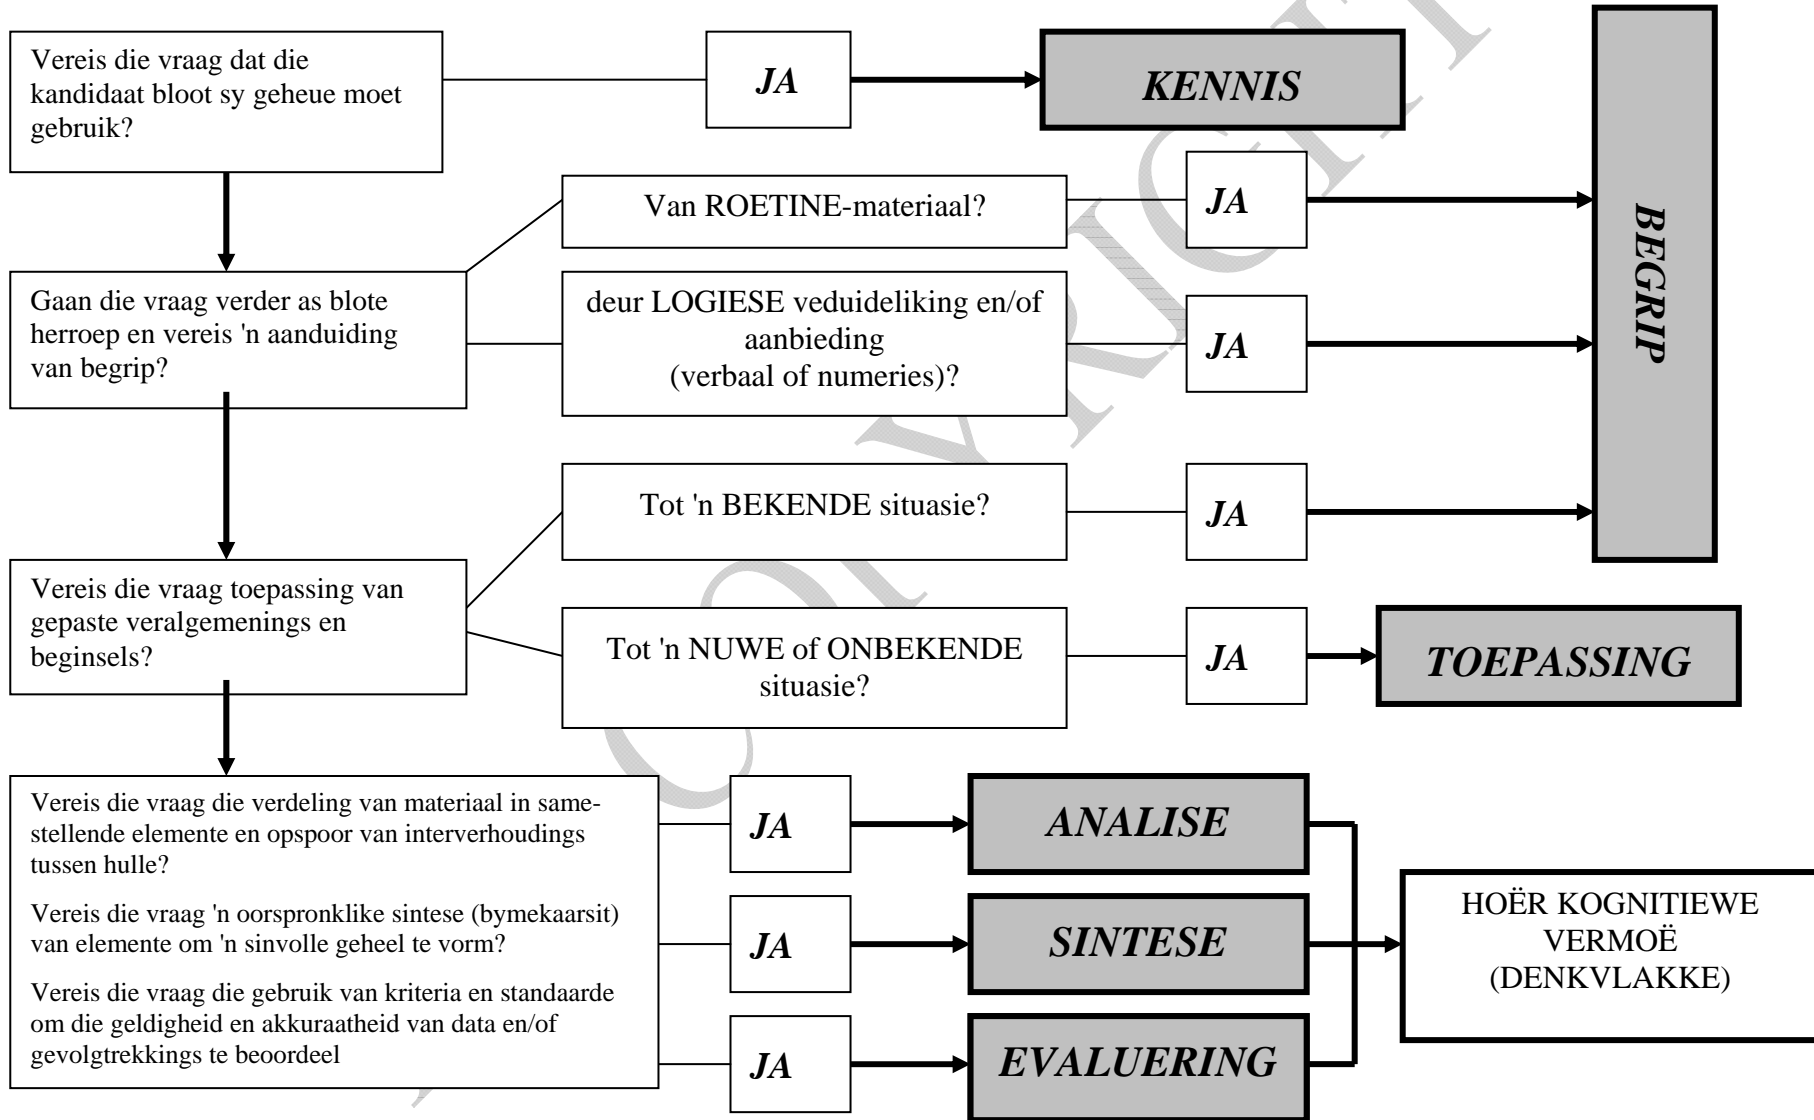 Vereis die vraag dat die
kandidaat bloot sy geheue moet
gebruik?
JA
KENNIS
Van ROETINE-materiaal?
JA
BEGRIP
Gaan die vraag verder as blote
herroep en vereis 'n aanduiding
van begrip?
deur LOGIESE veduideliking en/of
aanbieding
(verbaal of numeries)?
JA
Tot 'n BEKENDE situasie?
JA
Vereis die vraag toepassing van
gepaste veralgemenings en
beginsels?
Tot 'n NUWE of ONBEKENDE
situasie?
JA
TOEPASSING
Vereis die vraag die verdeling van materiaal in same-
stellende elemente en opspoor van interverhoudings
tussen hulle?
JA
ANALISE
Vereis die vraag 'n oorspronklike sintese (bymekaarsit)
van elemente om 'n sinvolle geheel te vorm?
JA
SINTESE
Vereis die vraag die gebruik van kriteria en standaarde
om die geldigheid en akkuraatheid van data en/of
gevolgtrekkings te beoordeel
JA
EVALUERING
HOËR KOGNITIEWE
VERMOË
(DENKVLAKKE)
COPYRIGHT